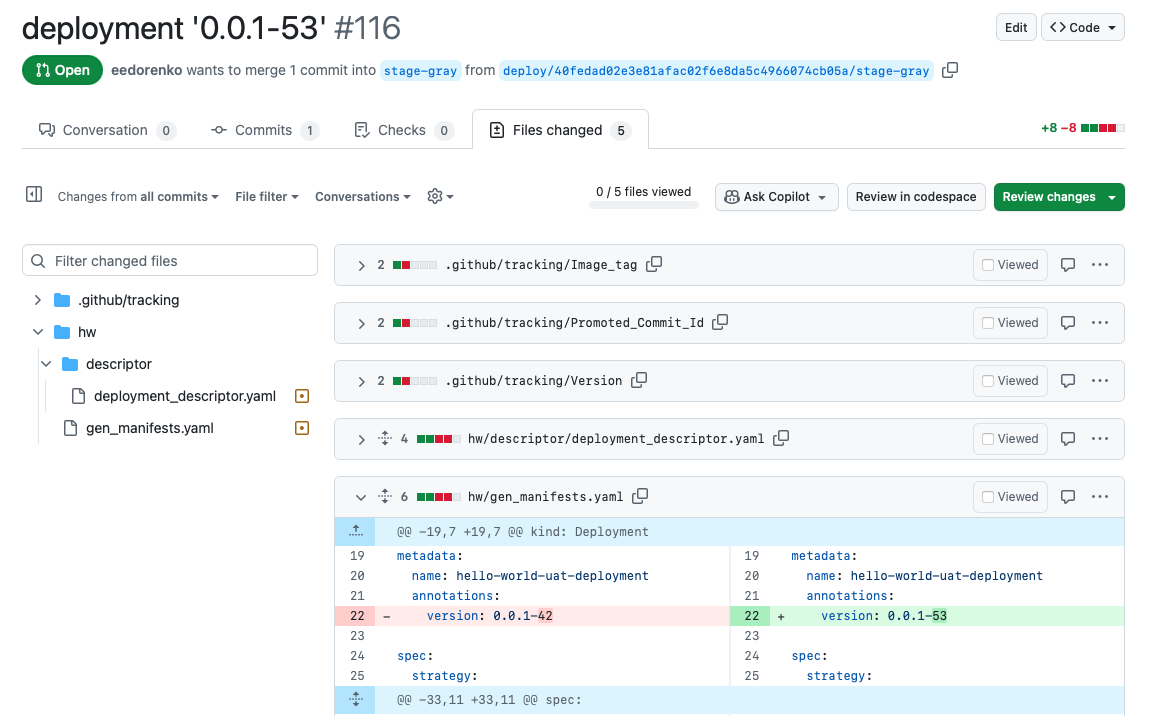 deployment '0.0.1-53' #116
Edit
Code
Open
eedorenko wants to merge 1 commit into stage-gray from deploy/40fedad02e3e81afac02f6e8da5c4966074cb05a/stage-gray
Conversation 0
Commits 1
Checks 0
Files changed 5
+8 −8
Changes from all commits
File filter
Conversations
0 / 5 files viewed
Ask Copilot
Review in codespace
Review changes
Filter changed files
.github/tracking
hw
descriptor
deployment_descriptor.yaml
gen_manifests.yaml
2 .github/tracking/Image_tag Viewed
2 .github/tracking/Promoted_Commit_Id Viewed
2 .github/tracking/Version Viewed
4 hw/descriptor/deployment_descriptor.yaml Viewed
6 hw/gen_manifests.yaml Viewed
@@ -19,7 +19,7 @@ kind: Deployment
19 metadata: 19 metadata:
20 name: hello-world-uat-deployment 20 name: hello-world-uat-deployment
21 annotations: 21 annotations:
22 - version: 0.0.1-42 22 + version: 0.0.1-53
23 23
24 spec: 24 spec:
25 strategy: 25 strategy:
@@ -33,11 +33,11 @@ spec: